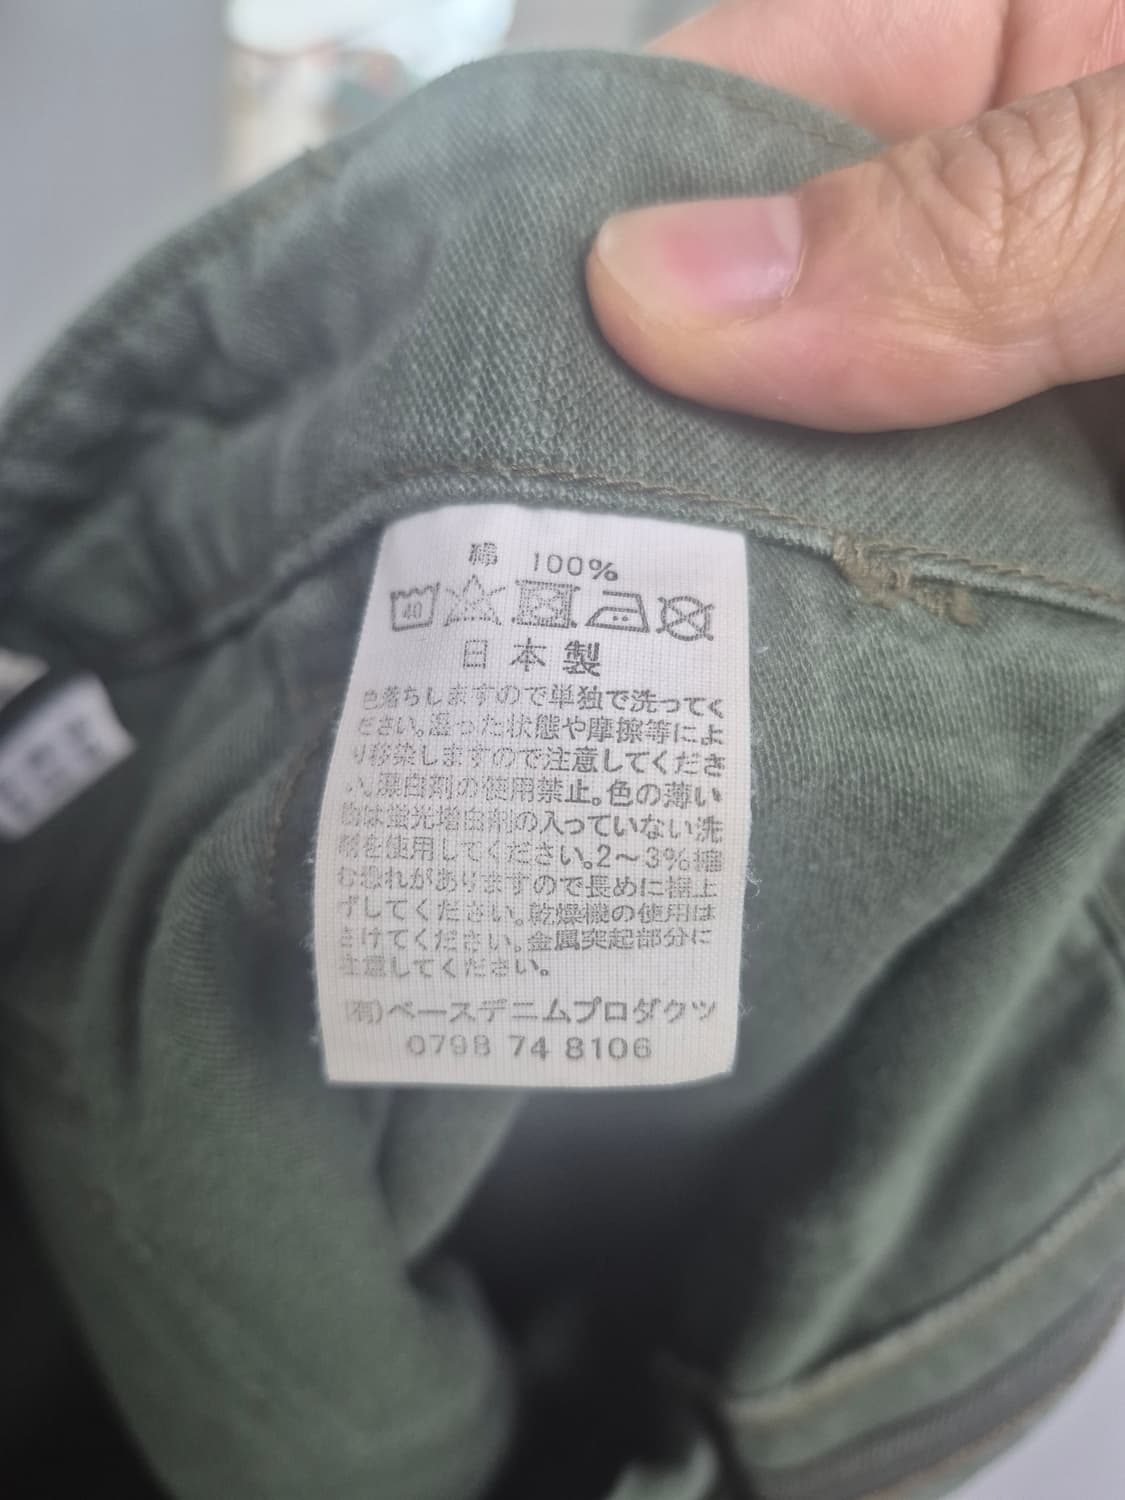 綿 100%
40
日本製
色落ちしますので単独で洗ってく
ださい。湿った状態や摩擦等によ
り移染しますので注意してくださ
い。漂白剤の使用禁止。色の薄い
物は蛍光増白剤の入っていない洗
剤を使用してください。2～3%縮
む恐れがありますので長めに裾上
げしてください。乾燥機の使用は
さけてください。金属突起部分に
注意してください。
(有)ベースデニムプロダクツ
0798 74 8106